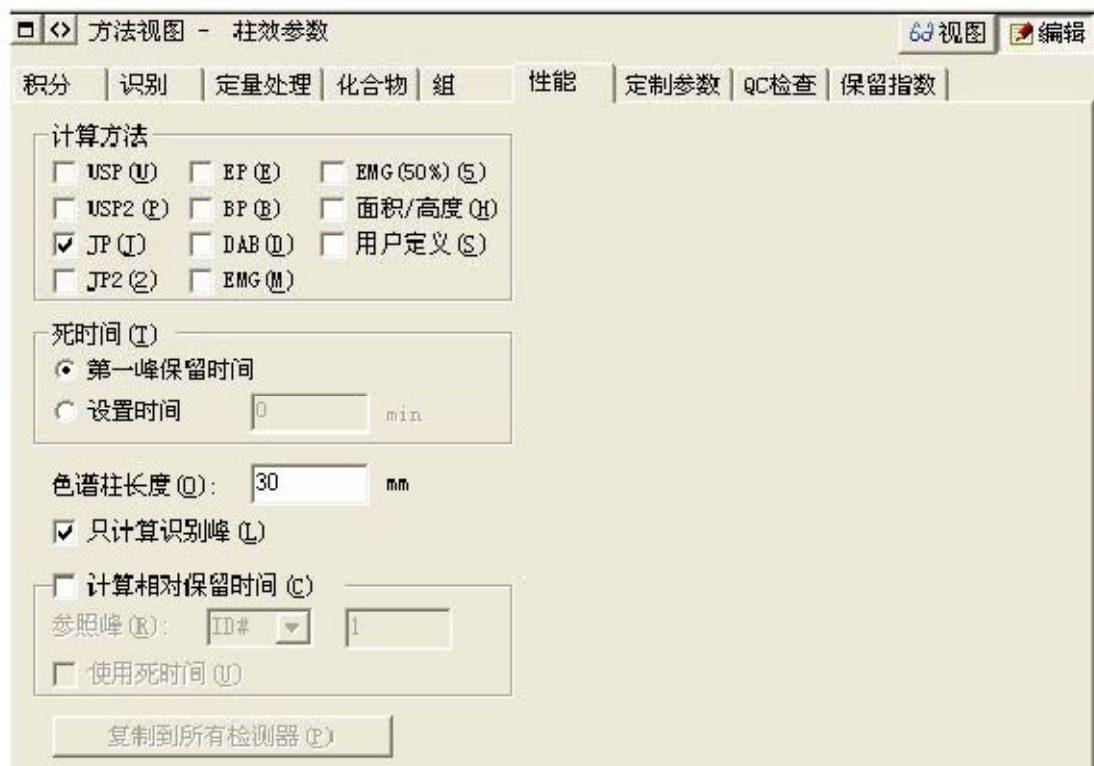 方法视图 - 柱效参数 视图 编辑
积分 识别 定量处理 化合物 组 性能 定制参数 QC检查 保留指数
计算方法
USP(U) EP(E) EMG(50%)(5)
USP2(P) BP(B) 面积/高度(H)
JP(J) DAB(D) 用户定义(S)
JP2(2) EMG(M)
死时间(T)
第一峰保留时间
设置时间 0 min
色谱柱长度(O): 30 mm
只计算识别峰(L)
计算相对保留时间(C)
参照峰(R): ID# 1
使用死时间(U)
复制到所有检测器(P)